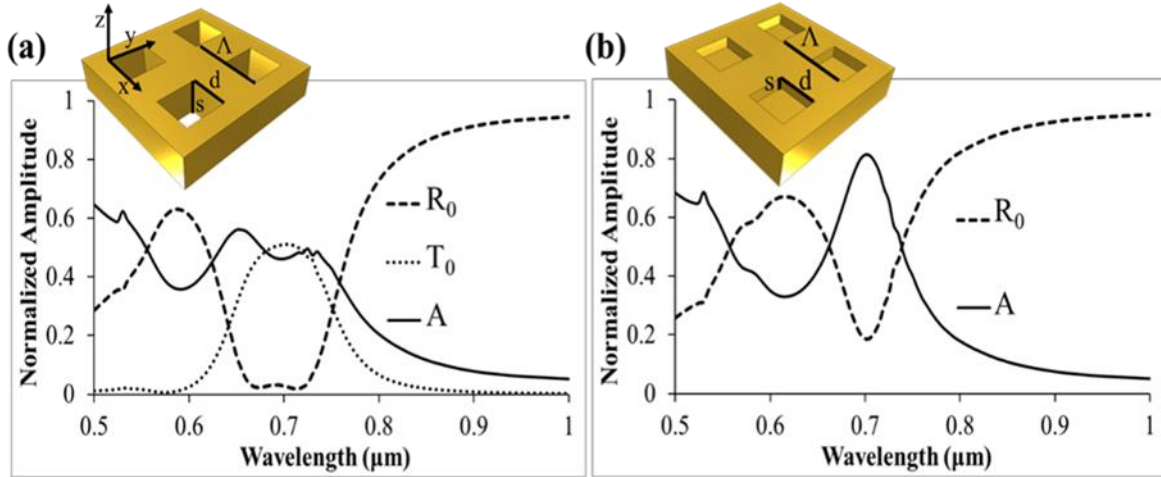 (a)
z
y
x
Λ
d
s
Normalized Amplitude
1
0.8
0.6
0.4
0.2
0
R₀
T₀
A
0.5 0.6 0.7 0.8 0.9 1
Wavelength (µm)
(b)
Λ
s d
Normalized Amplitude
1
0.8
0.6
0.4
0.2
0
R₀
A
0.5 0.6 0.7 0.8 0.9 1
Wavelength (µm)